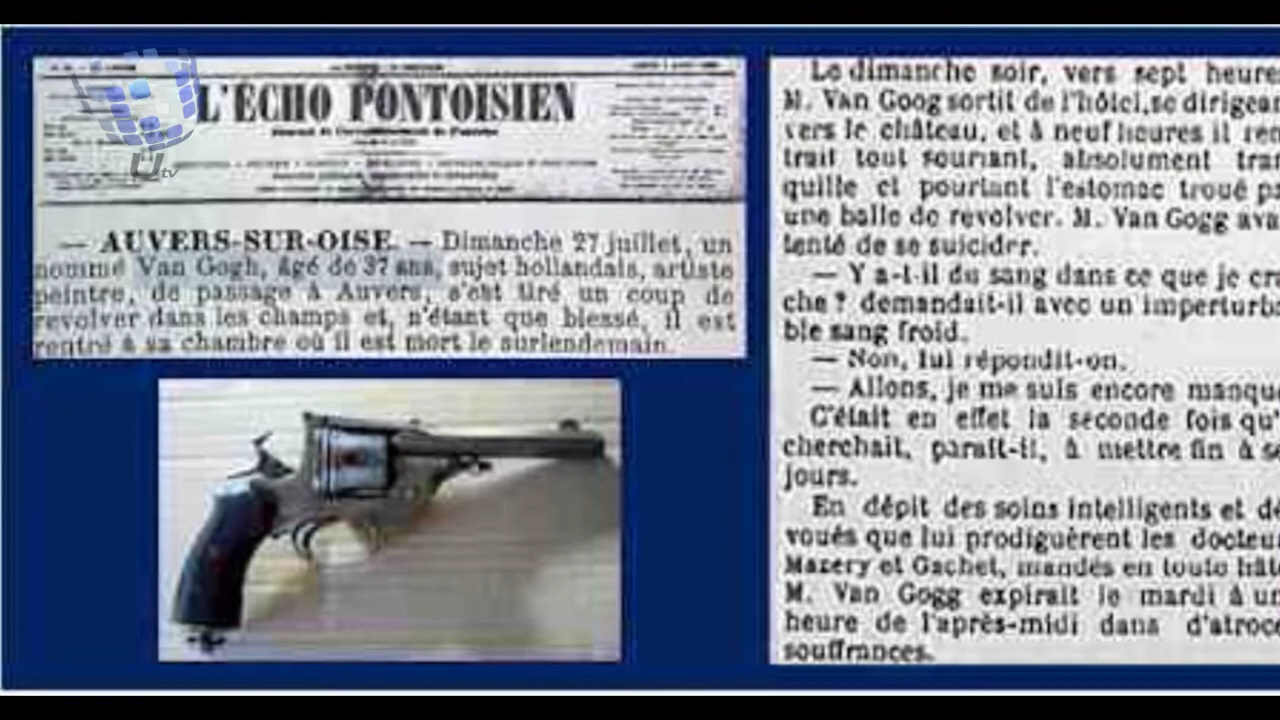 L'ÉCHO PONTOISIEN
— AUVERS-SUR-OISE. — Dimanche 27 juillet, un
nommé Van Gogh, âgé de 37 ans, sujet hollandais, artiste
peintre, de passage à Auvers, s'est tiré un coup de
revolver dans les champs et, n'étant que blessé, il est
rentré à sa chambre où il est mort le surlendemain.
Utv
Le dimanche soir, vers sept heure
M. Van Goog sortit de l'hôtel, se dirigea
vers le château, et à neuf heures il ren
trait tout souriant, absolument tran
quille et pourtant l'estomac troué pa
une balle de revolver. M. Van Gogg ava
tenté de se suicider.
— Y a-t-il du sang dans ce que je cra
che ? demandait-il avec un imperturba
ble sang froid.
— Non, lui répondit-on.
— Allons, je me suis encore manqu
C'était en effet la seconde fois qu'
cherchait, paraît-il, à mettre fin à se
jours.
En dépit des soins intelligents et dé
voués que lui prodiguèrent les docteur
Mazery et Gachet, mandés en toute hât
M. Van Gogg expirait le mardi à un
heure de l'après-midi dans d'atroce
souffrances.